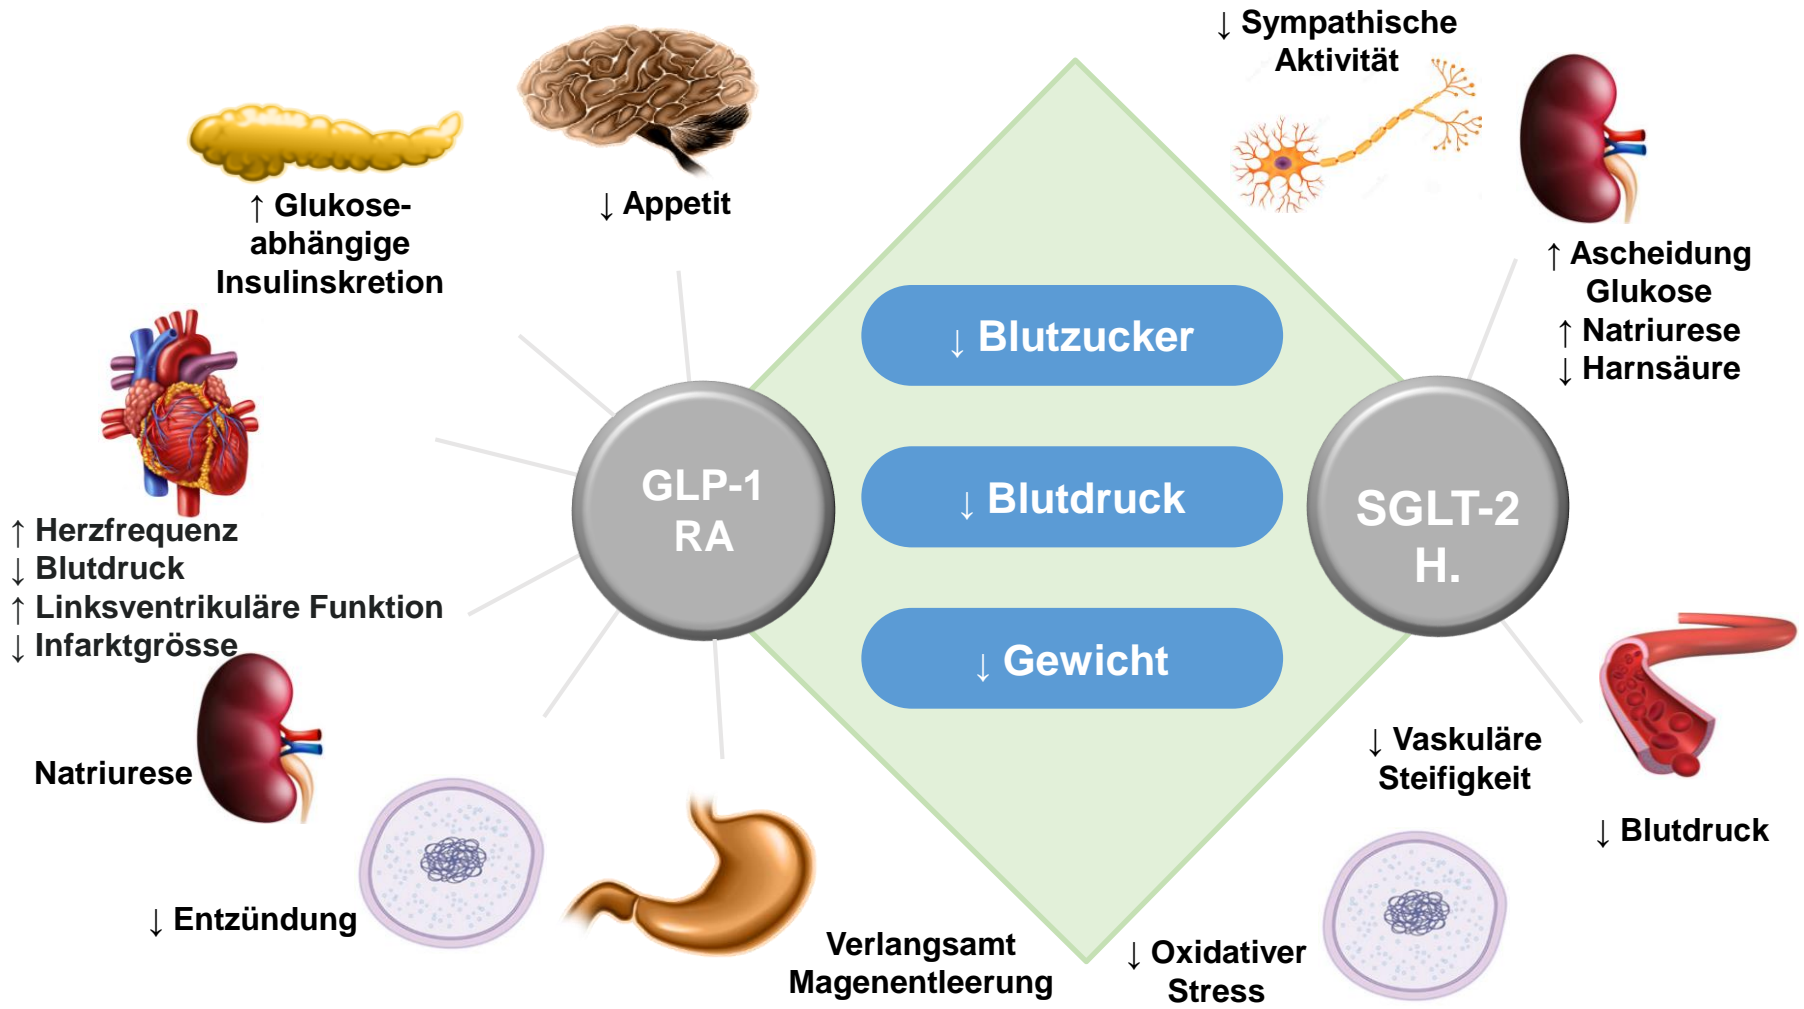 ↑ Glukose-
abhängige
Insulinskretion
↓ Appetit
↑ Herzfrequenz
↓ Blutdruck
↑ Linksventrikuläre Funktion
↓ Infarktgrösse
Natriurese
↓ Entzündung
Verlangsamt
Magenentleerung
GLP-1
RA
↓ Blutzucker
↓ Blutdruck
↓ Gewicht
SGLT-2
H.
↓ Sympathische
Aktivität
↑ Ascheidung
Glukose
↑ Natriurese
↓ Harnsäure
↓ Vaskuläre
Steifigkeit
↓ Blutdruck
↓ Oxidativer
Stress